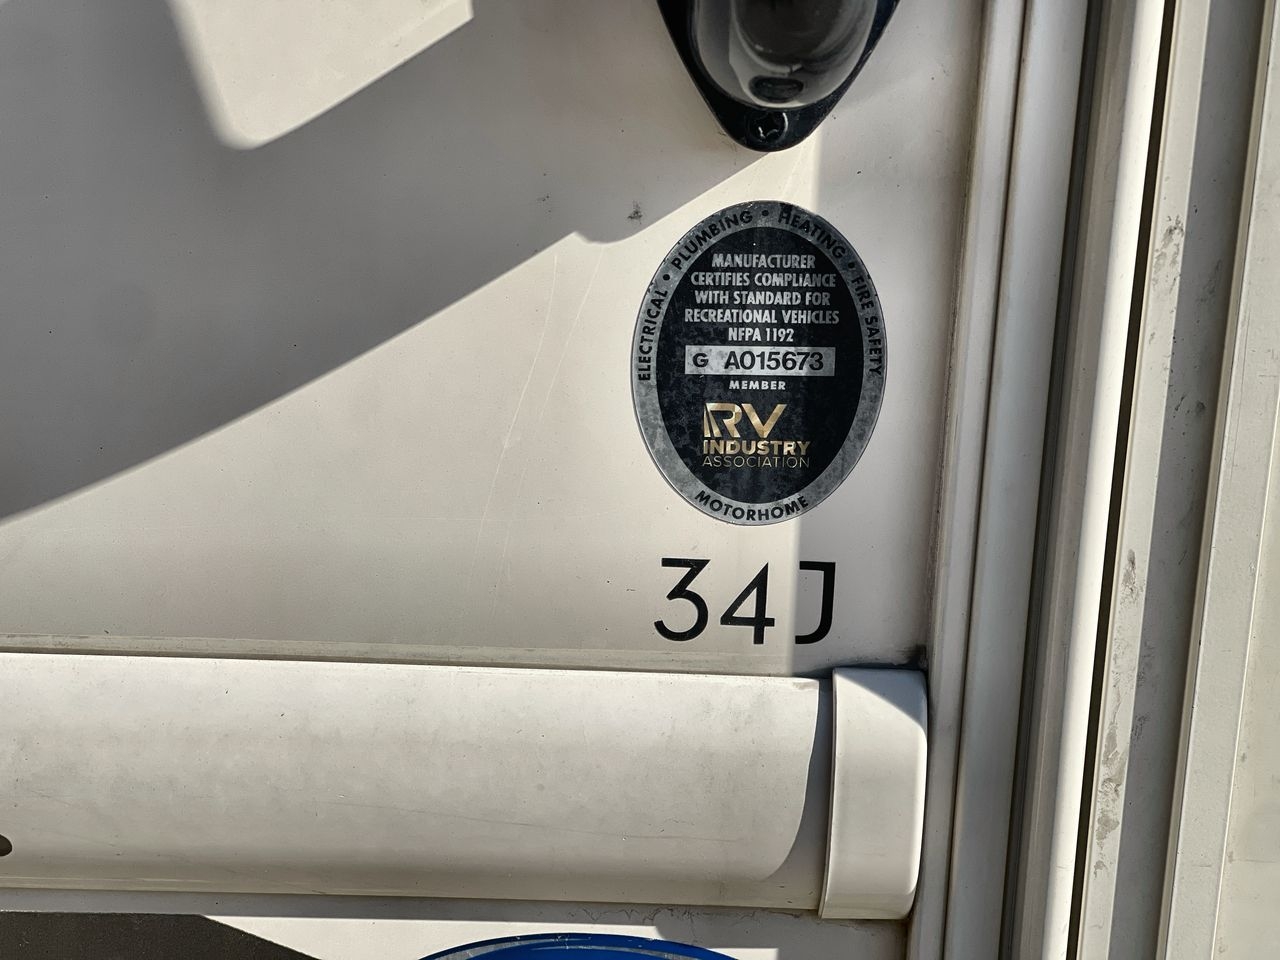 ELECTRICAL • PLUMBING • HEATING • FIRE SAFETY
MANUFACTURER
CERTIFIES COMPLIANCE
WITH STANDARD FOR
RECREATIONAL VEHICLES
NFPA 1192
G AO15673
MEMBER
RV
INDUSTRY
ASSOCIATION
MOTORHOME
34J